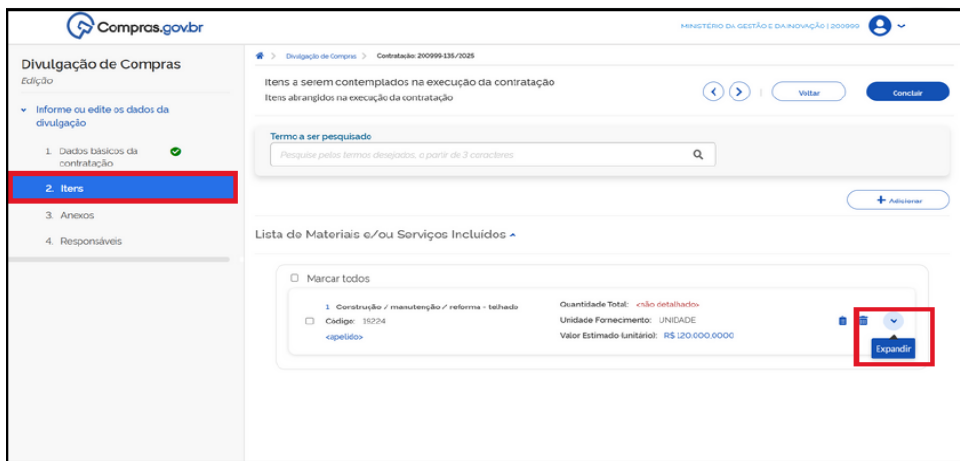 Compras.gov.br
MINISTÉRIO DA GESTÃO E DA INOVAÇÃO | 200999
Divulgação de Compras
Edição
Informe ou edite os dados da
divulgação
1. Dados básicos da
contratação
2. Itens
3. Anexos
4. Responsáveis
Divulgação de Compras > Contratação: 200999-135/2025
Itens a serem contemplados na execução da contratação
Itens abrangidos na execução da contratação
Voltar
Concluir
Termo a ser pesquisado
Pesquise pelos termos desejados, a partir de 3 caracteres
+ Adicionar
Lista de Materiais e/ou Serviços Incluídos
Marcar todos
1 Construção / manutenção / reforma - telhado
Código: 19224
<apelido>
Quantidade Total: <não detalhado>
Unidade Fornecimento: UNIDADE
Valor Estimado (unitário): R$ 120.000,0000
Expandir